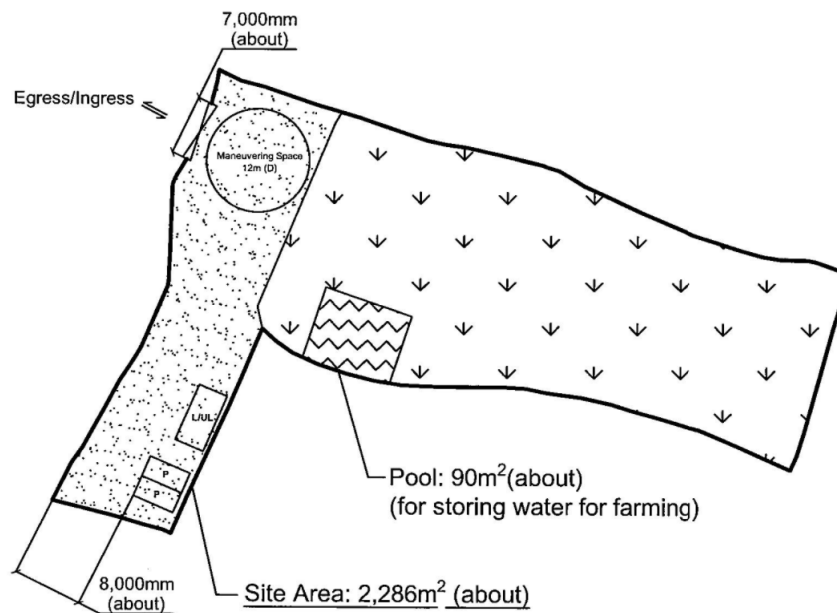 7,000mm
(about)
Egress/Ingress
Maneuvering Space
12m (D)
L/UL
P
P
Pool: 90m²(about)
(for storing water for farming)
8,000mm
(about)
Site Area: 2,286m² (about)